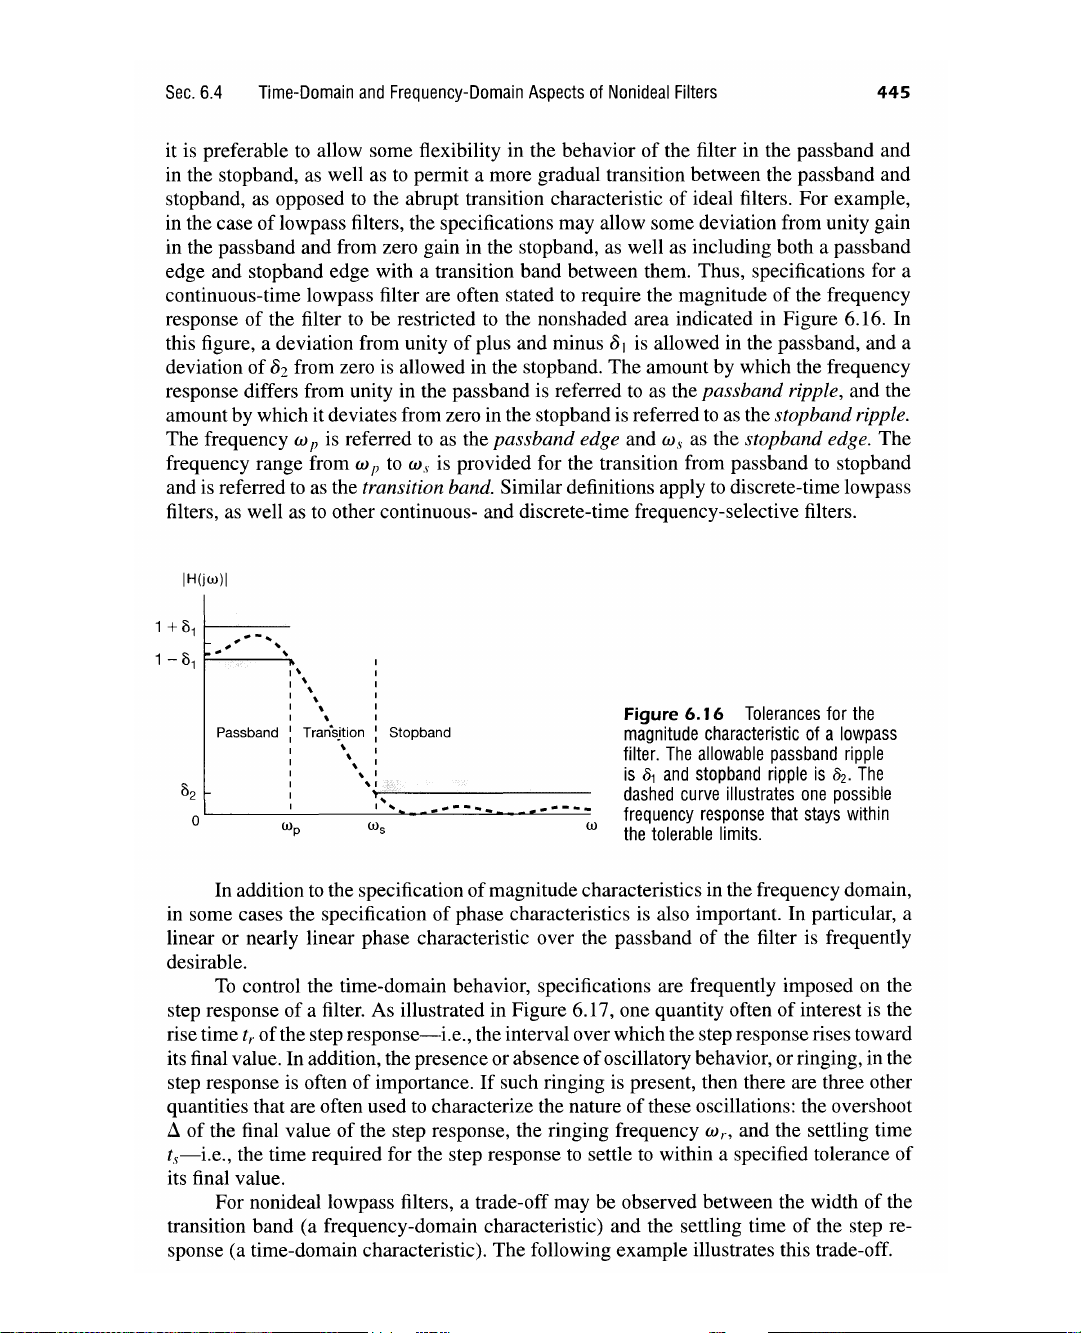 Sec. 6.4 Time-Domain and Frequency-Domain Aspects of Nonideal Filters 445
it is preferable to allow some flexibility in the behavior of the filter in the passband and
in the stopband, as well as to permit a more gradual transition between the passband and
stopband, as opposed to the abrupt transition characteristic of ideal filters. For example,
in the case of lowpass filters, the specifications may allow some deviation from unity gain
in the passband and from zero gain in the stopband, as well as including both a passband
edge and stopband edge with a transition band between them. Thus, specifications for a
continuous-time lowpass filter are often stated to require the magnitude of the frequency
response of the filter to be restricted to the nonshaded area indicated in Figure 6.16. In
this figure, a deviation from unity of plus and minus δ₁ is allowed in the passband, and a
deviation of δ₂ from zero is allowed in the stopband. The amount by which the frequency
response differs from unity in the passband is referred to as the passband ripple, and the
amount by which it deviates from zero in the stopband is referred to as the stopband ripple.
The frequency ωₚ is referred to as the passband edge and ωₛ as the stopband edge. The
frequency range from ωₚ to ωₛ is provided for the transition from passband to stopband
and is referred to as the transition band. Similar definitions apply to discrete-time lowpass
filters, as well as to other continuous- and discrete-time frequency-selective filters.
|H(jω)|
1 + δ₁
1 − δ₁
Passband Transition Stopband
δ₂
0
ωₚ ωₛ ω
Figure 6.16 Tolerances for the
magnitude characteristic of a lowpass
filter. The allowable passband ripple
is δ₁ and stopband ripple is δ₂. The
dashed curve illustrates one possible
frequency response that stays within
the tolerable limits.
In addition to the specification of magnitude characteristics in the frequency domain,
in some cases the specification of phase characteristics is also important. In particular, a
linear or nearly linear phase characteristic over the passband of the filter is frequently
desirable.
To control the time-domain behavior, specifications are frequently imposed on the
step response of a filter. As illustrated in Figure 6.17, one quantity often of interest is the
rise time tᵣ of the step response—i.e., the interval over which the step response rises toward
its final value. In addition, the presence or absence of oscillatory behavior, or ringing, in the
step response is often of importance. If such ringing is present, then there are three other
quantities that are often used to characterize the nature of these oscillations: the overshoot
Δ of the final value of the step response, the ringing frequency ωᵣ, and the settling time
tₛ—i.e., the time required for the step response to settle to within a specified tolerance of
its final value.
For nonideal lowpass filters, a trade-off may be observed between the width of the
transition band (a frequency-domain characteristic) and the settling time of the step re-
sponse (a time-domain characteristic). The following example illustrates this trade-off.